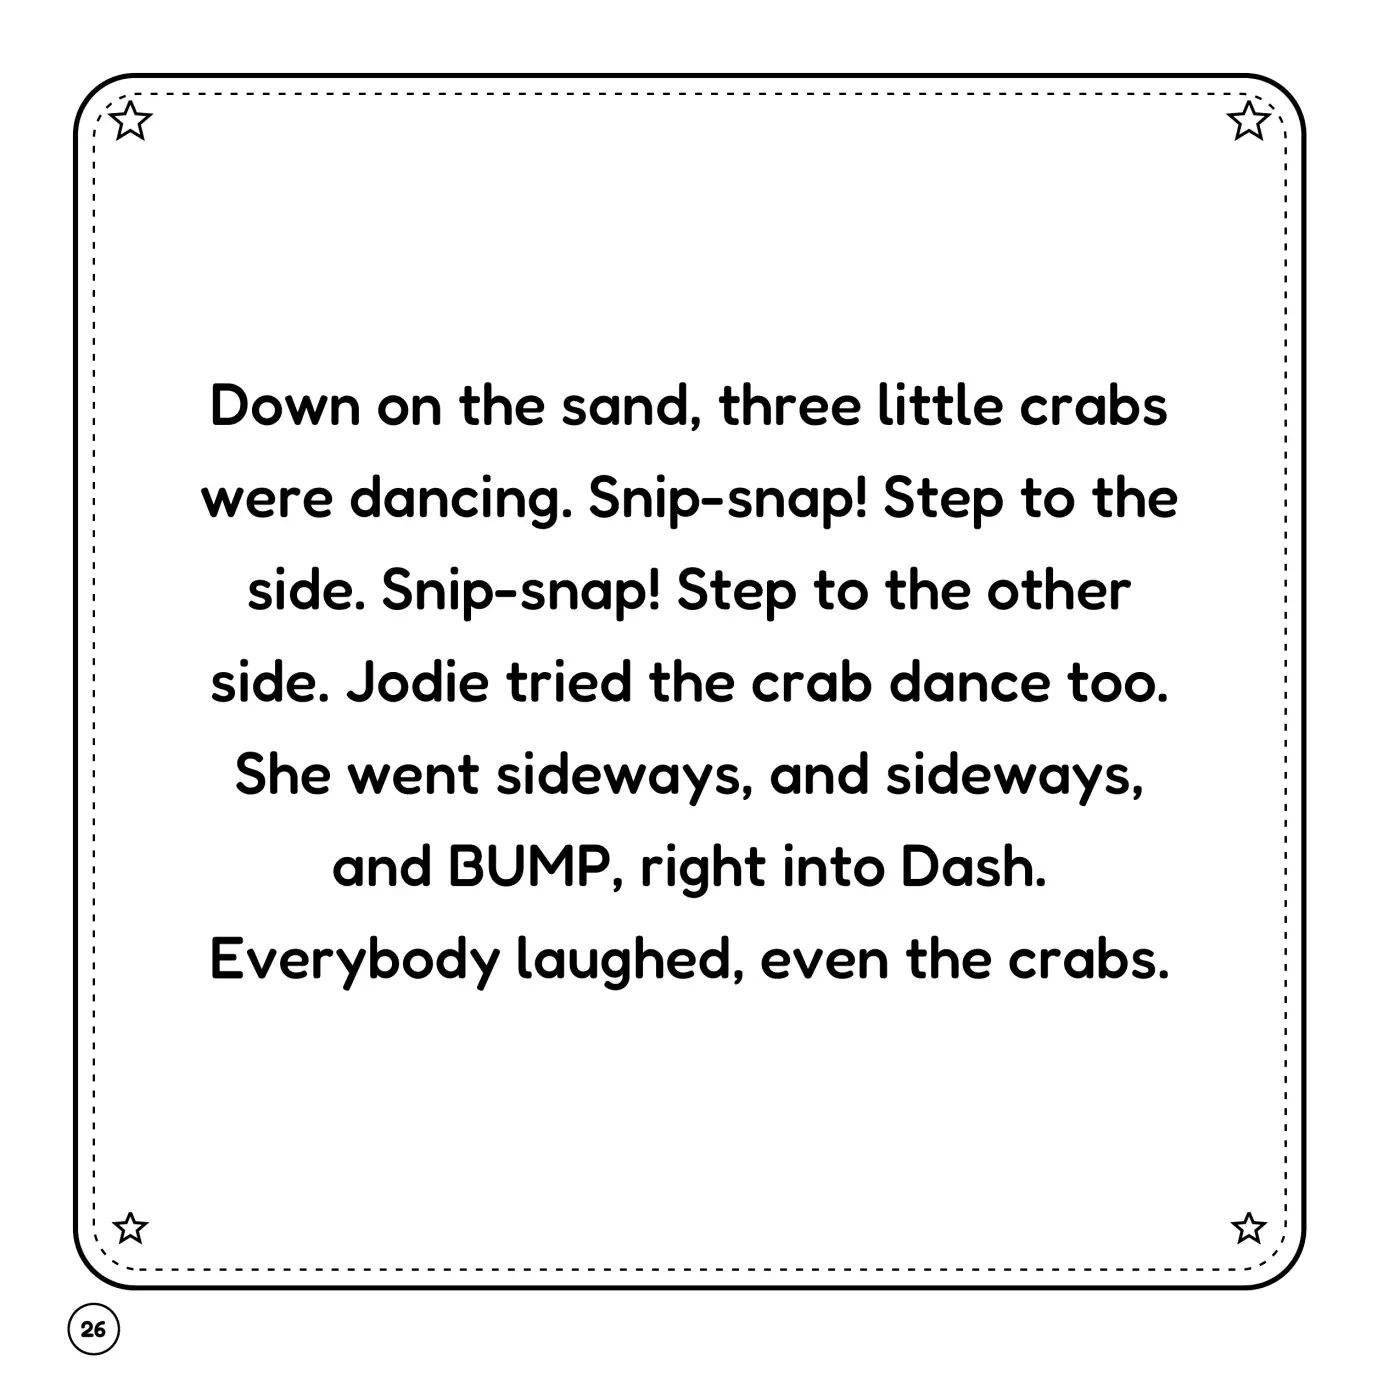 Down on the sand, three little crabs
were dancing. Snip-snap! Step to the
side. Snip-snap! Step to the other
side. Jodie tried the crab dance too.
She went sideways, and sideways,
and BUMP, right into Dash.
Everybody laughed, even the crabs.
26